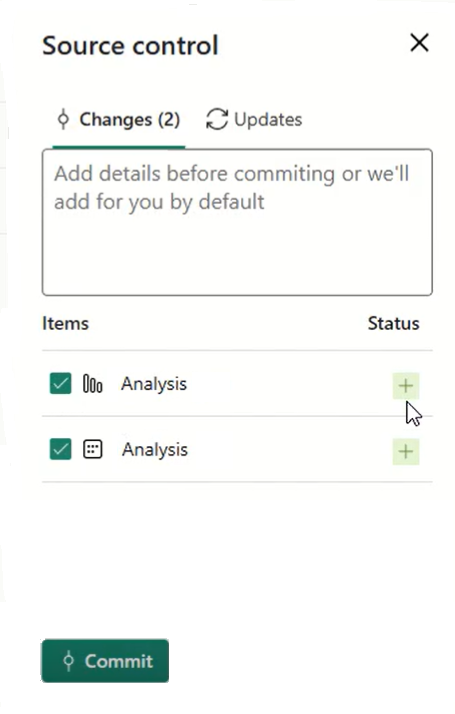 Source control
Changes (2) Updates
Add details before commiting or we'll
add for you by default
Items Status
Analysis
Analysis
Commit